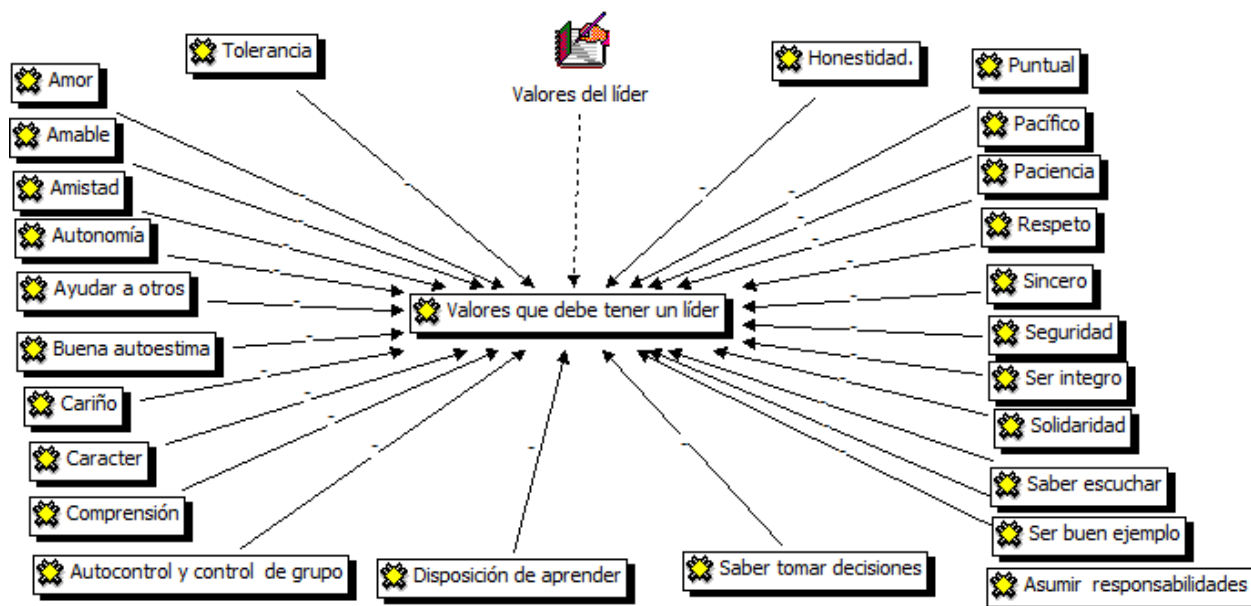 Tolerancia
Valores del líder
Honestidad.
Puntual
Amor
Amable
Amistad
Autonomía
Ayudar a otros
Buena autoestima
Cariño
Caracter
Comprensión
Autocontrol y control de grupo
Valores que debe tener un líder
Disposición de aprender
Saber tomar decisiones
Pacífico
Paciencia
Respeto
Sincero
Seguridad
Ser integro
Solidaridad
Saber escuchar
Ser buen ejemplo
Asumir responsabilidades